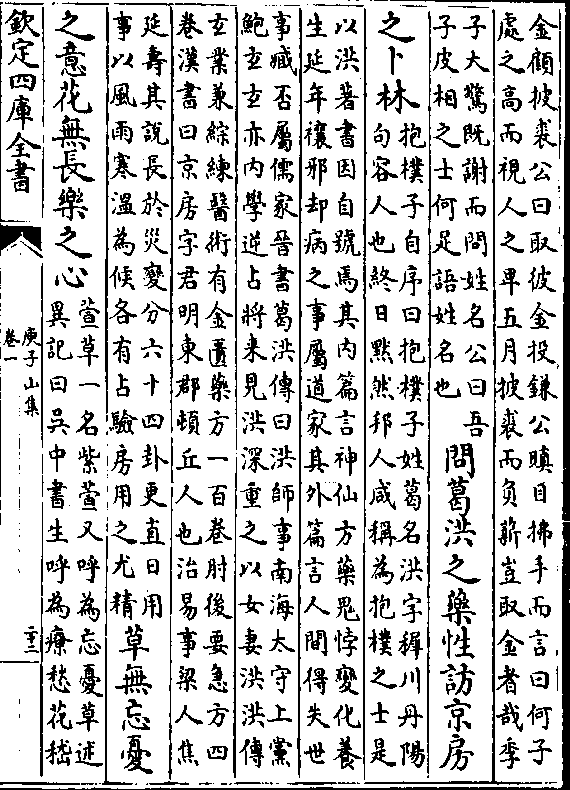 金顧披裘公曰取彼金投鐮公瞋目拂手而言曰何子
處之高而視人之卑五月披裘而負薪豈取金者哉季
子大驚既謝而問姓名公曰吾
子皮相之士何足語姓名也
問葛洪之藥性訪京房
之卜林
抱樸子自序曰抱樸子姓葛名洪字稺川丹陽
句容人也終日黙然邦人咸稱為抱樸之士是
以洪著書因自號焉其内篇言神仙方藥鬼悖變化養
生延年禳邪却病之事屬道家其外篇言人間得失世
事臧否屬儒家晉書葛洪傳曰洪師事南海太守上黨
鮑玄玄亦内學逆占將来見洪深重之以女妻洪洪傳
玄業兼綜練醫術有金匱藥方一百卷肘後要急方四
卷漢書曰京房字君明東郡頓丘人也治易事梁人焦
延壽其說長於災變分六十四卦更直日用
事以風雨寒溫為候各有占驗房用之尤精
草無忘憂
之意花無長樂之心
萱草一名紫萱又呼為忘憂草述
異記曰呉中書生呼為療愁花嵇
欽定四庫全書
庾子山集
卷一
二十三